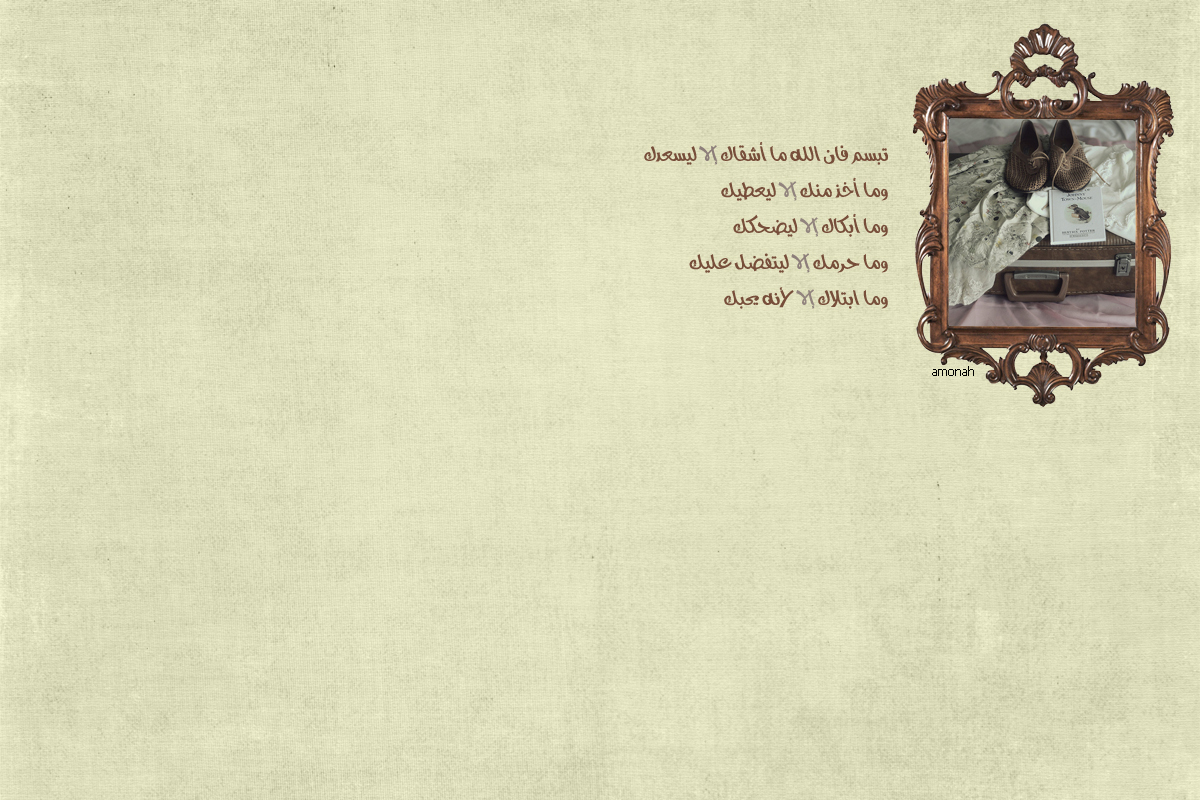 تبسم فان الله ما أشقاك إلا ليسعدك
وما أخذ منك إلا ليعطيك
وما أبكاك إلا ليضحكك
وما حرمك إلا ليتفضل عليك
وما ابتلاك إلا لأنه يحبك
amonah